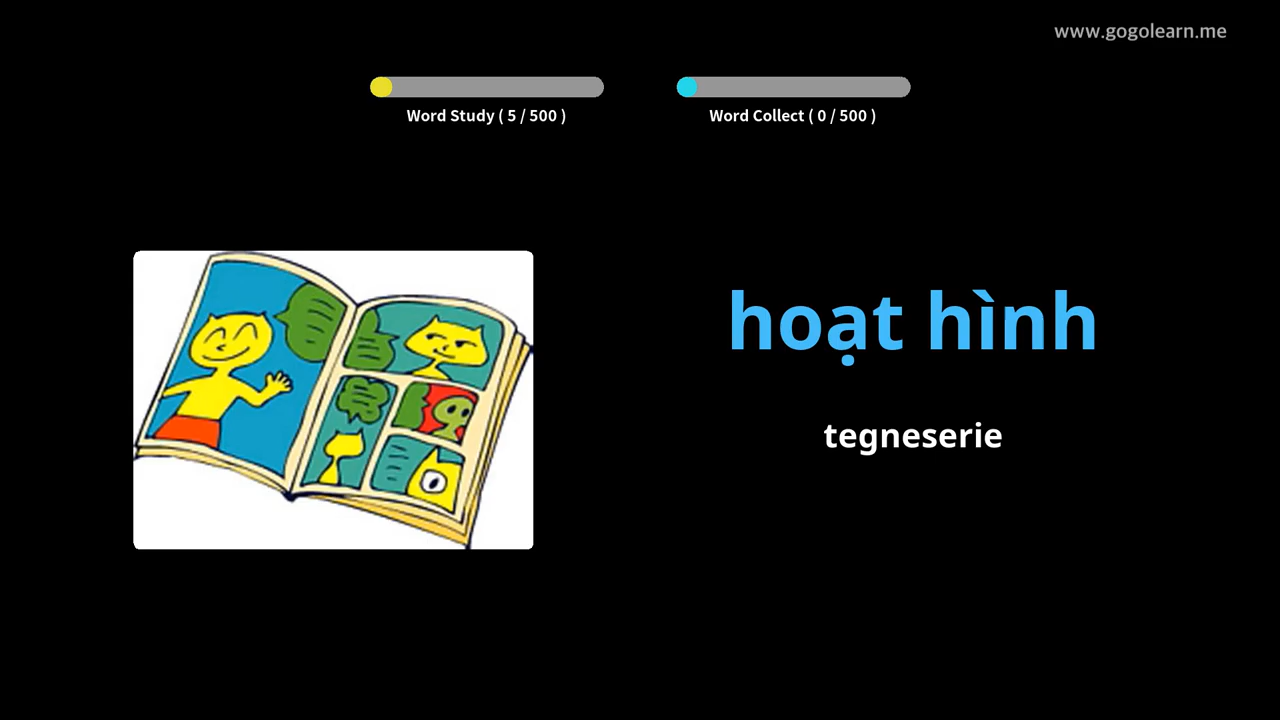 www.gogolearn.me
Word Study ( 5 / 500 )
Word Collect ( 0 / 500 )
hoạt hình
tegneserie